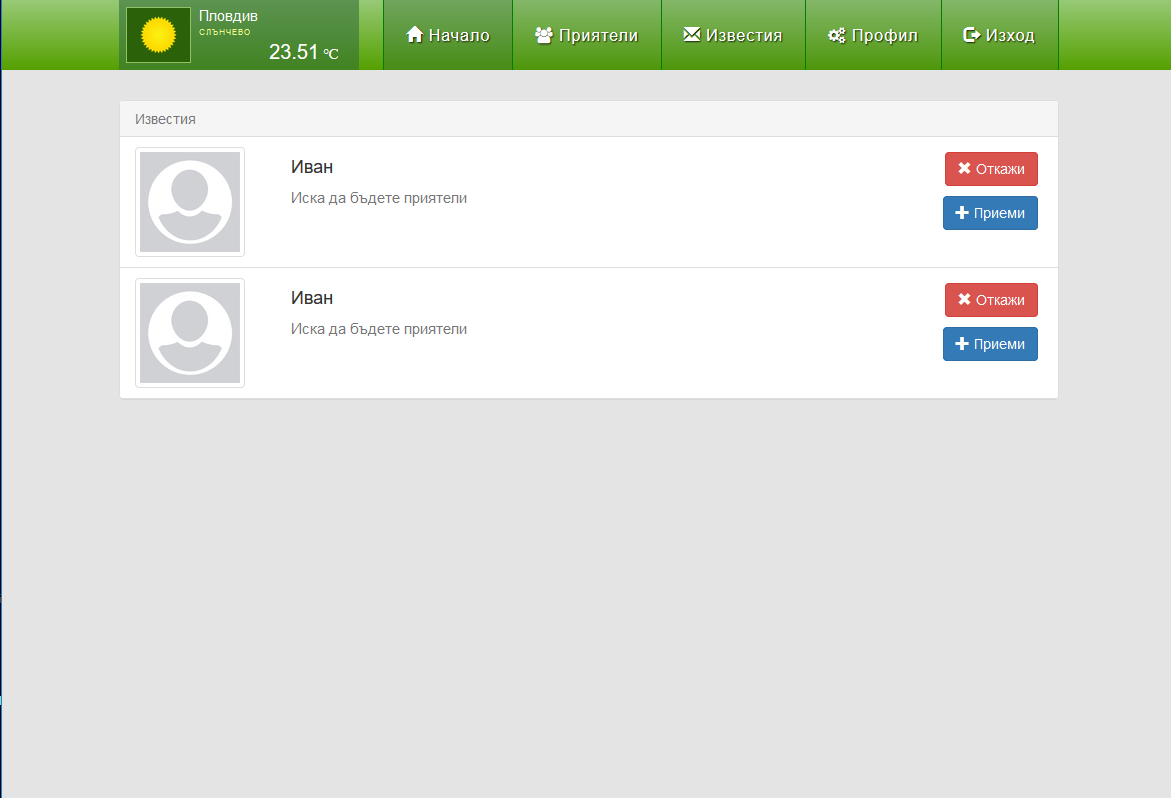 Пловдив
СЛЪНЧЕВО
23.51 °C
Начало
Приятели
Известия
Профил
Изход
Известия
Иван
Иска да бъдете приятели
Откажи
Приеми
Иван
Иска да бъдете приятели
Откажи
Приеми